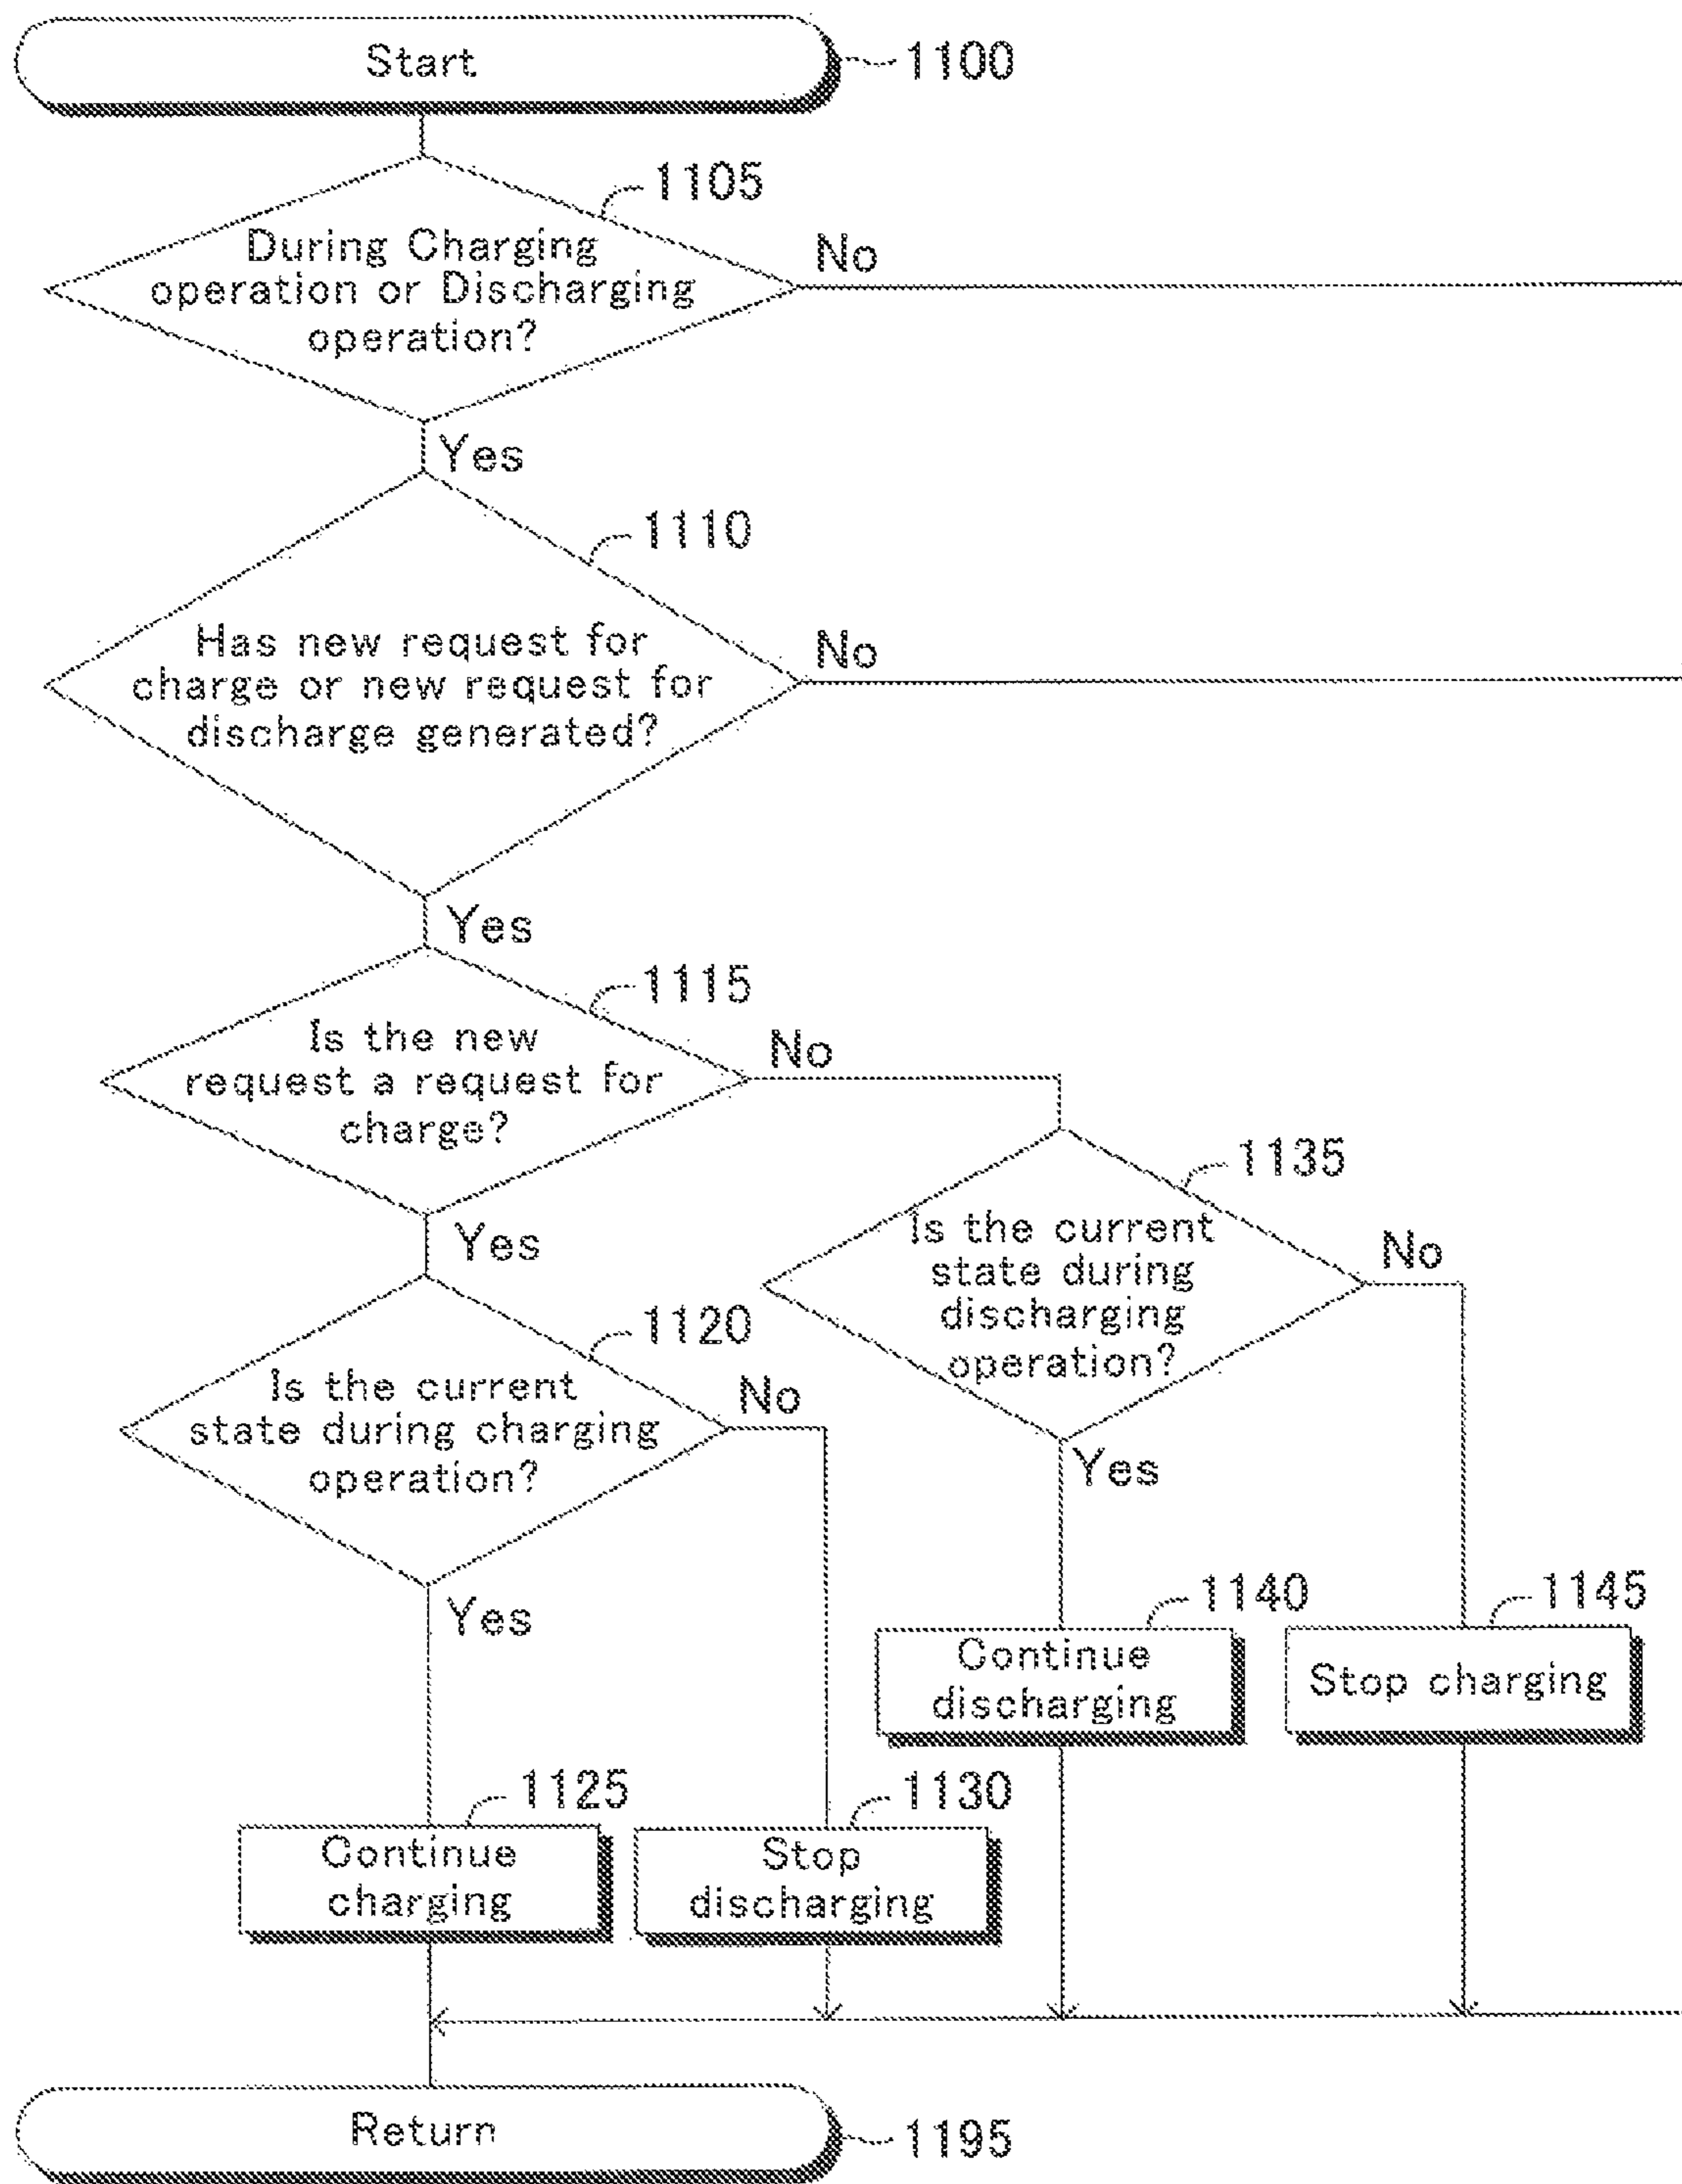 Start
1100
1105
During Charging
operation or Discharging
operation?
No
Yes
1110
Has new request for
charge or new request for
discharge generated?
No
Yes
1115
Is the new
request a request for
charge?
No
Yes
1135
Is the current
state during
discharging
operation?
No
Yes
1120
Is the current
state during charging
operation?
No
Yes
1140
Continue
discharging
1145
Stop charging
1125
Continue
charging
1130
Stop
discharging
Return
1195